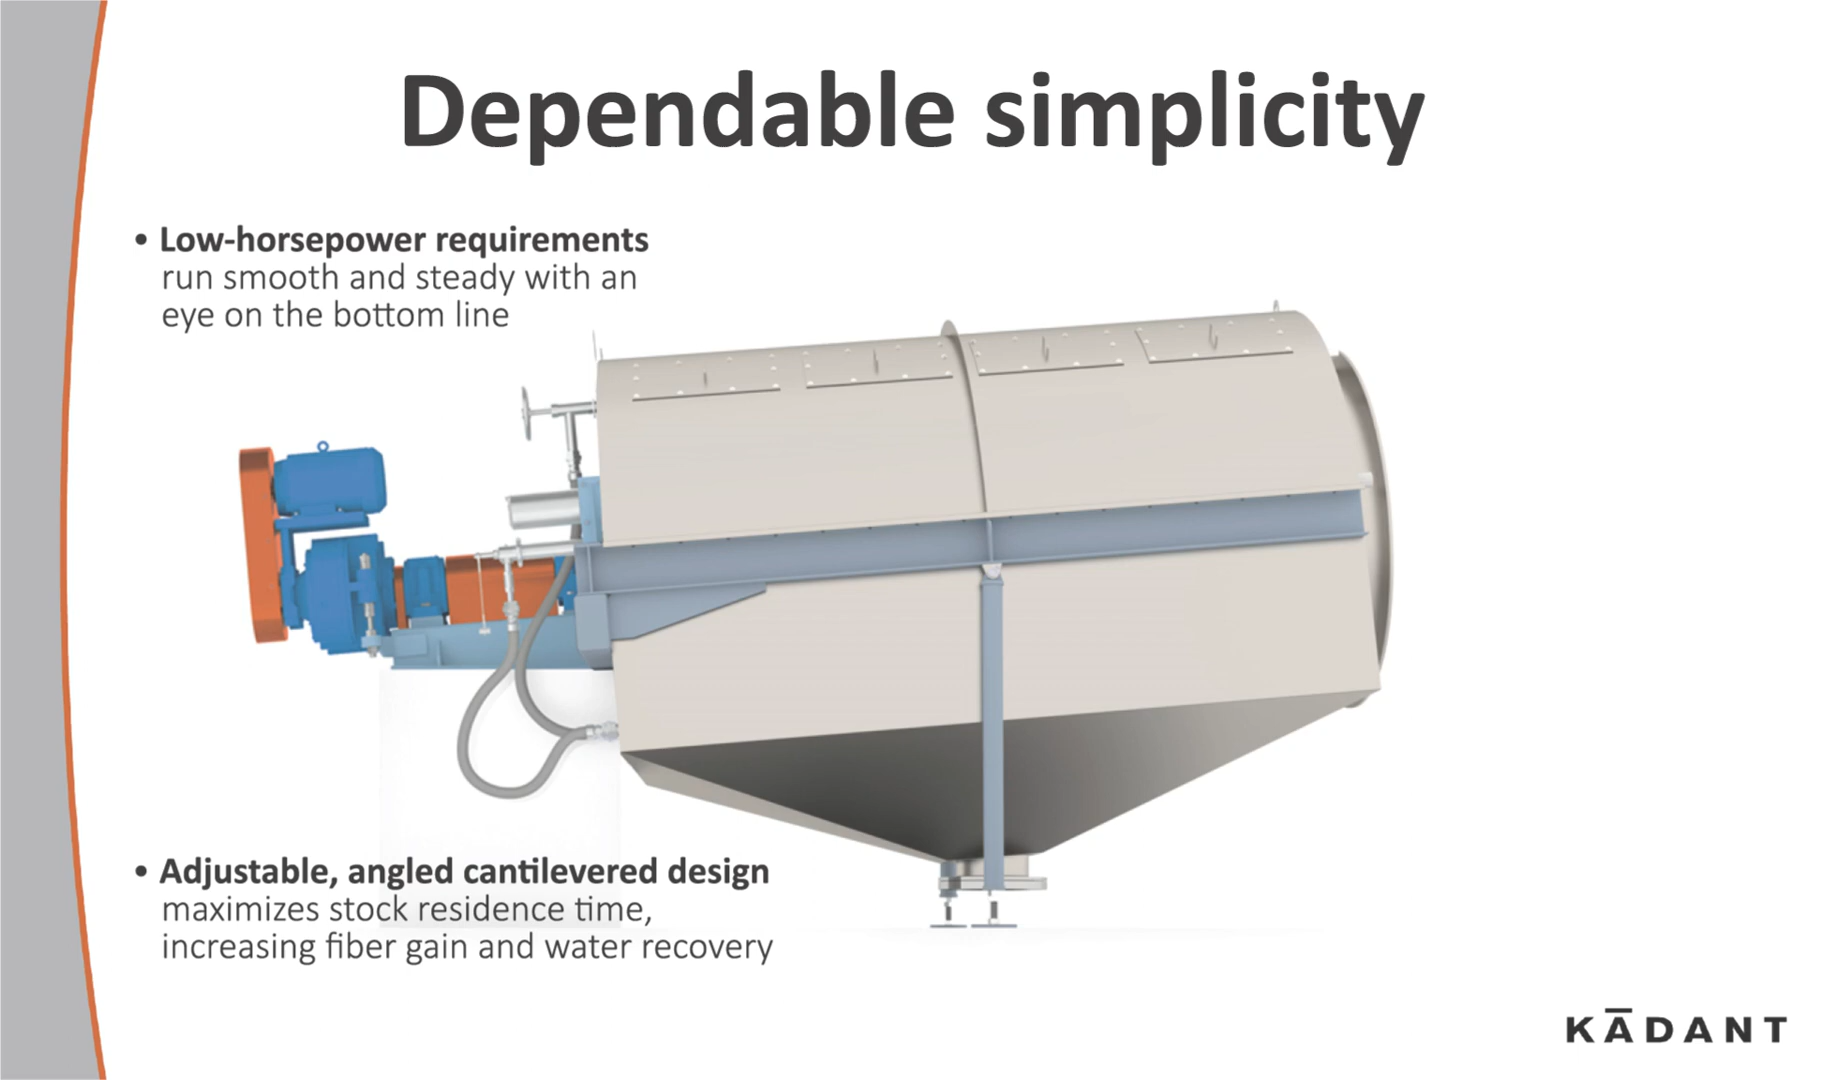 Dependable simplicity
• Low-horsepower requirements
run smooth and steady with an
eye on the bottom line
• Adjustable, angled cantilevered design
maximizes stock residence time,
increasing fiber gain and water recovery
KĀDANT